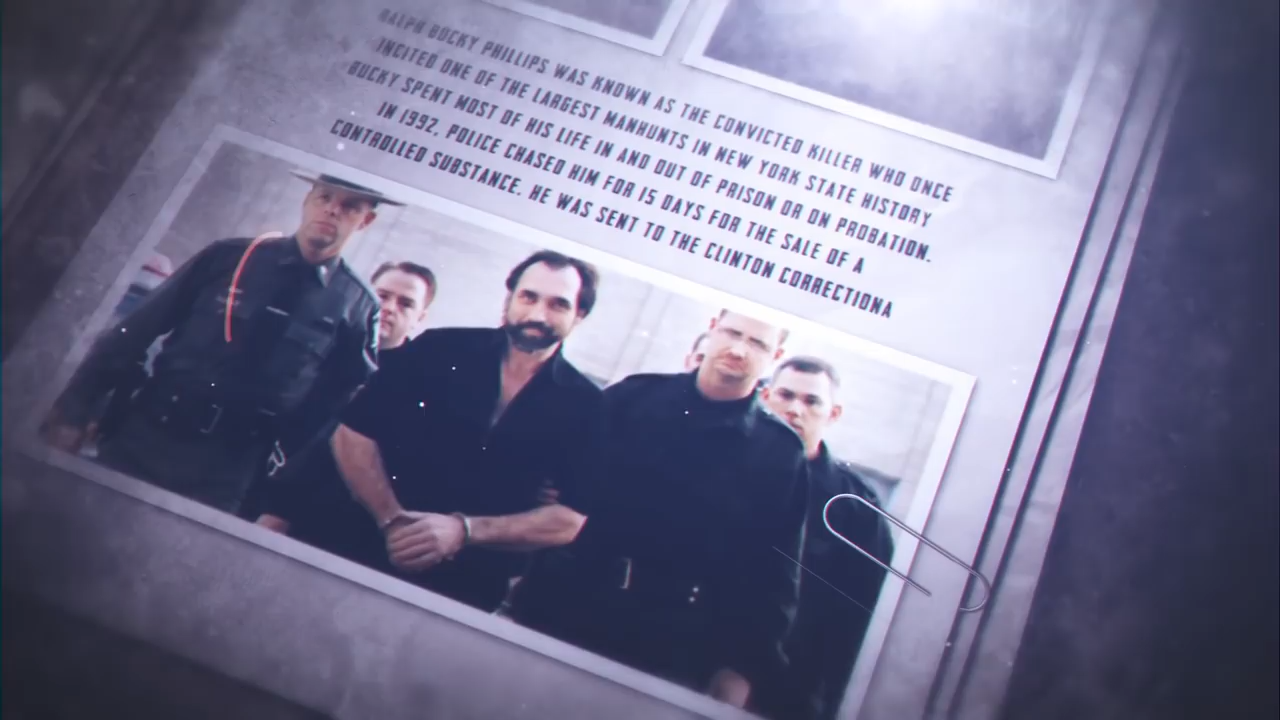 RALPH BUCKY PHILLIPS WAS KNOWN AS THE CONVICTED KILLER WHO ONCE
INCITED ONE OF THE LARGEST MANHUNTS IN NEW YORK STATE HISTORY
BUCKY SPENT MOST OF HIS LIFE IN AND OUT OF PRISON OR ON PROBATION.
IN 1992, POLICE CHASED HIM FOR 15 DAYS FOR THE SALE OF A
CONTROLLED SUBSTANCE. HE WAS SENT TO THE CLINTON CORRECTIONA